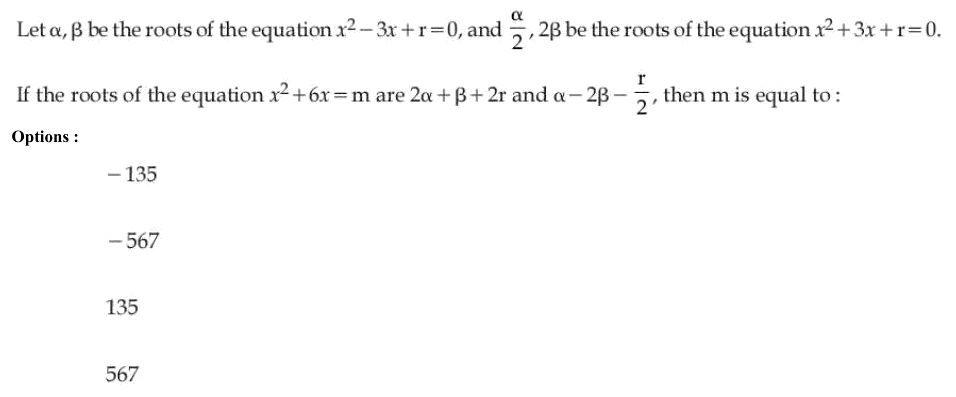 Let α, β be the roots of the equation x² – 3x + r = 0, and α/2, 2β be the roots of the equation x² + 3x + r = 0.
If the roots of the equation x² + 6x = m are 2α + β + 2r and α – 2β – r/2, then m is equal to :
Options :
– 135
– 567
135
567